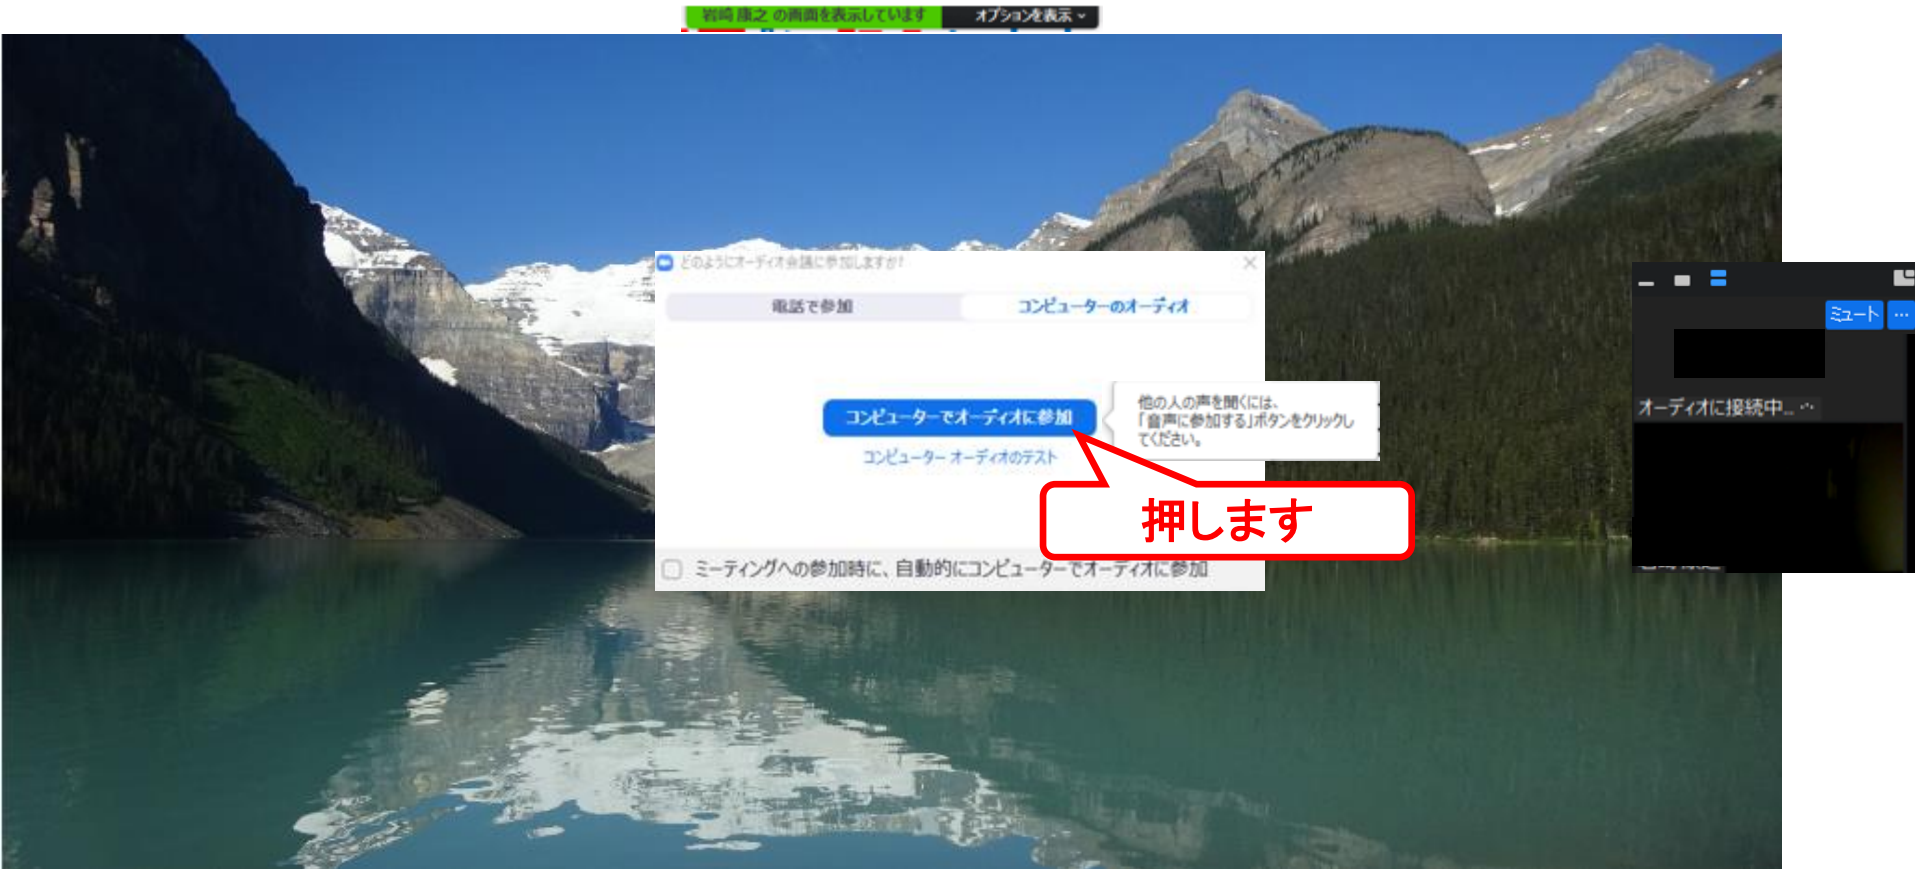 岩崎 康之 の画面を表示しています オプションを表示
どのようにオーディオ会議に参加しますか?
電話で参加 コンピューターのオーディオ
コンピューターでオーディオに参加
コンピューター オーディオのテスト
他の人の声を聞くには、
「音声に参加する」ボタンをクリックし
てください。
押します
ミーティングへの参加時に、自動的にコンピューターでオーディオに参加
ミュート ...
オーディオに接続中...